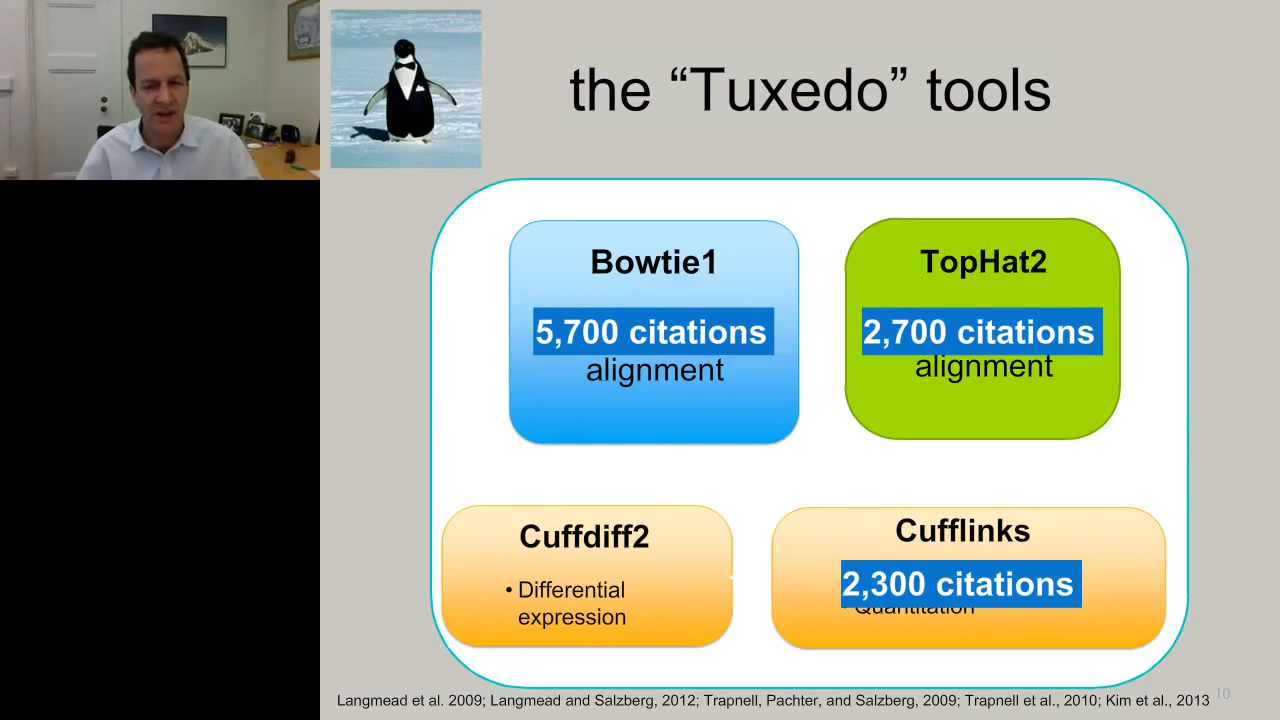 the “Tuxedo” tools
Bowtie1
5,700 citations
alignment
TopHat2
2,700 citations
alignment
Cuffdiff2
• Differential
expression
Cufflinks
2,300 citations
• Quantitation
Langmead et al. 2009; Langmead and Salzberg, 2012; Trapnell, Pachter, and Salzberg, 2009; Trapnell et al., 2010; Kim et al., 2013
10